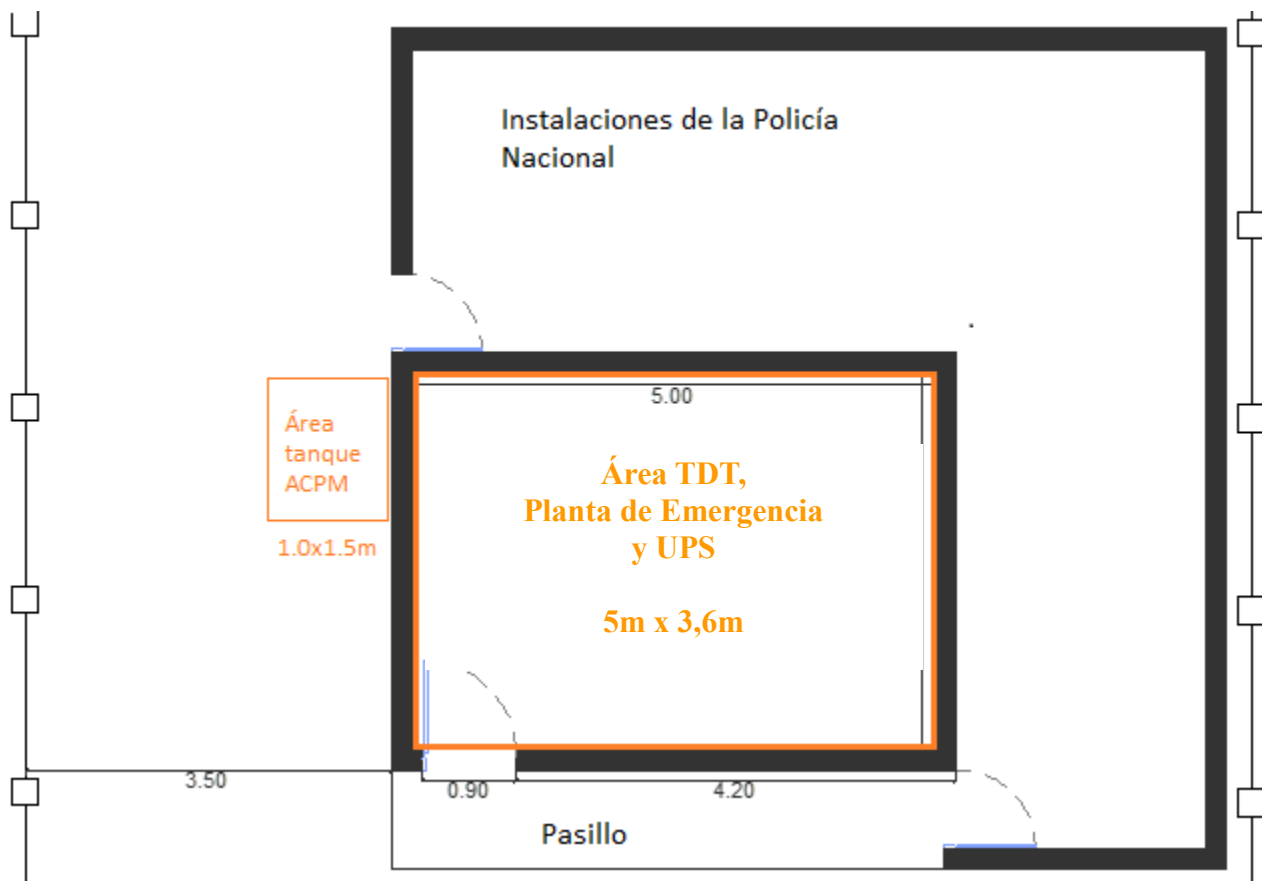 Instalaciones de la Policía
Nacional
5.00
Área
tanque
ACPM
1.0x1.5m
Área TDT,
Planta de Emergencia
y UPS
5m x 3,6m
3.50
0.90
4.20
Pasillo